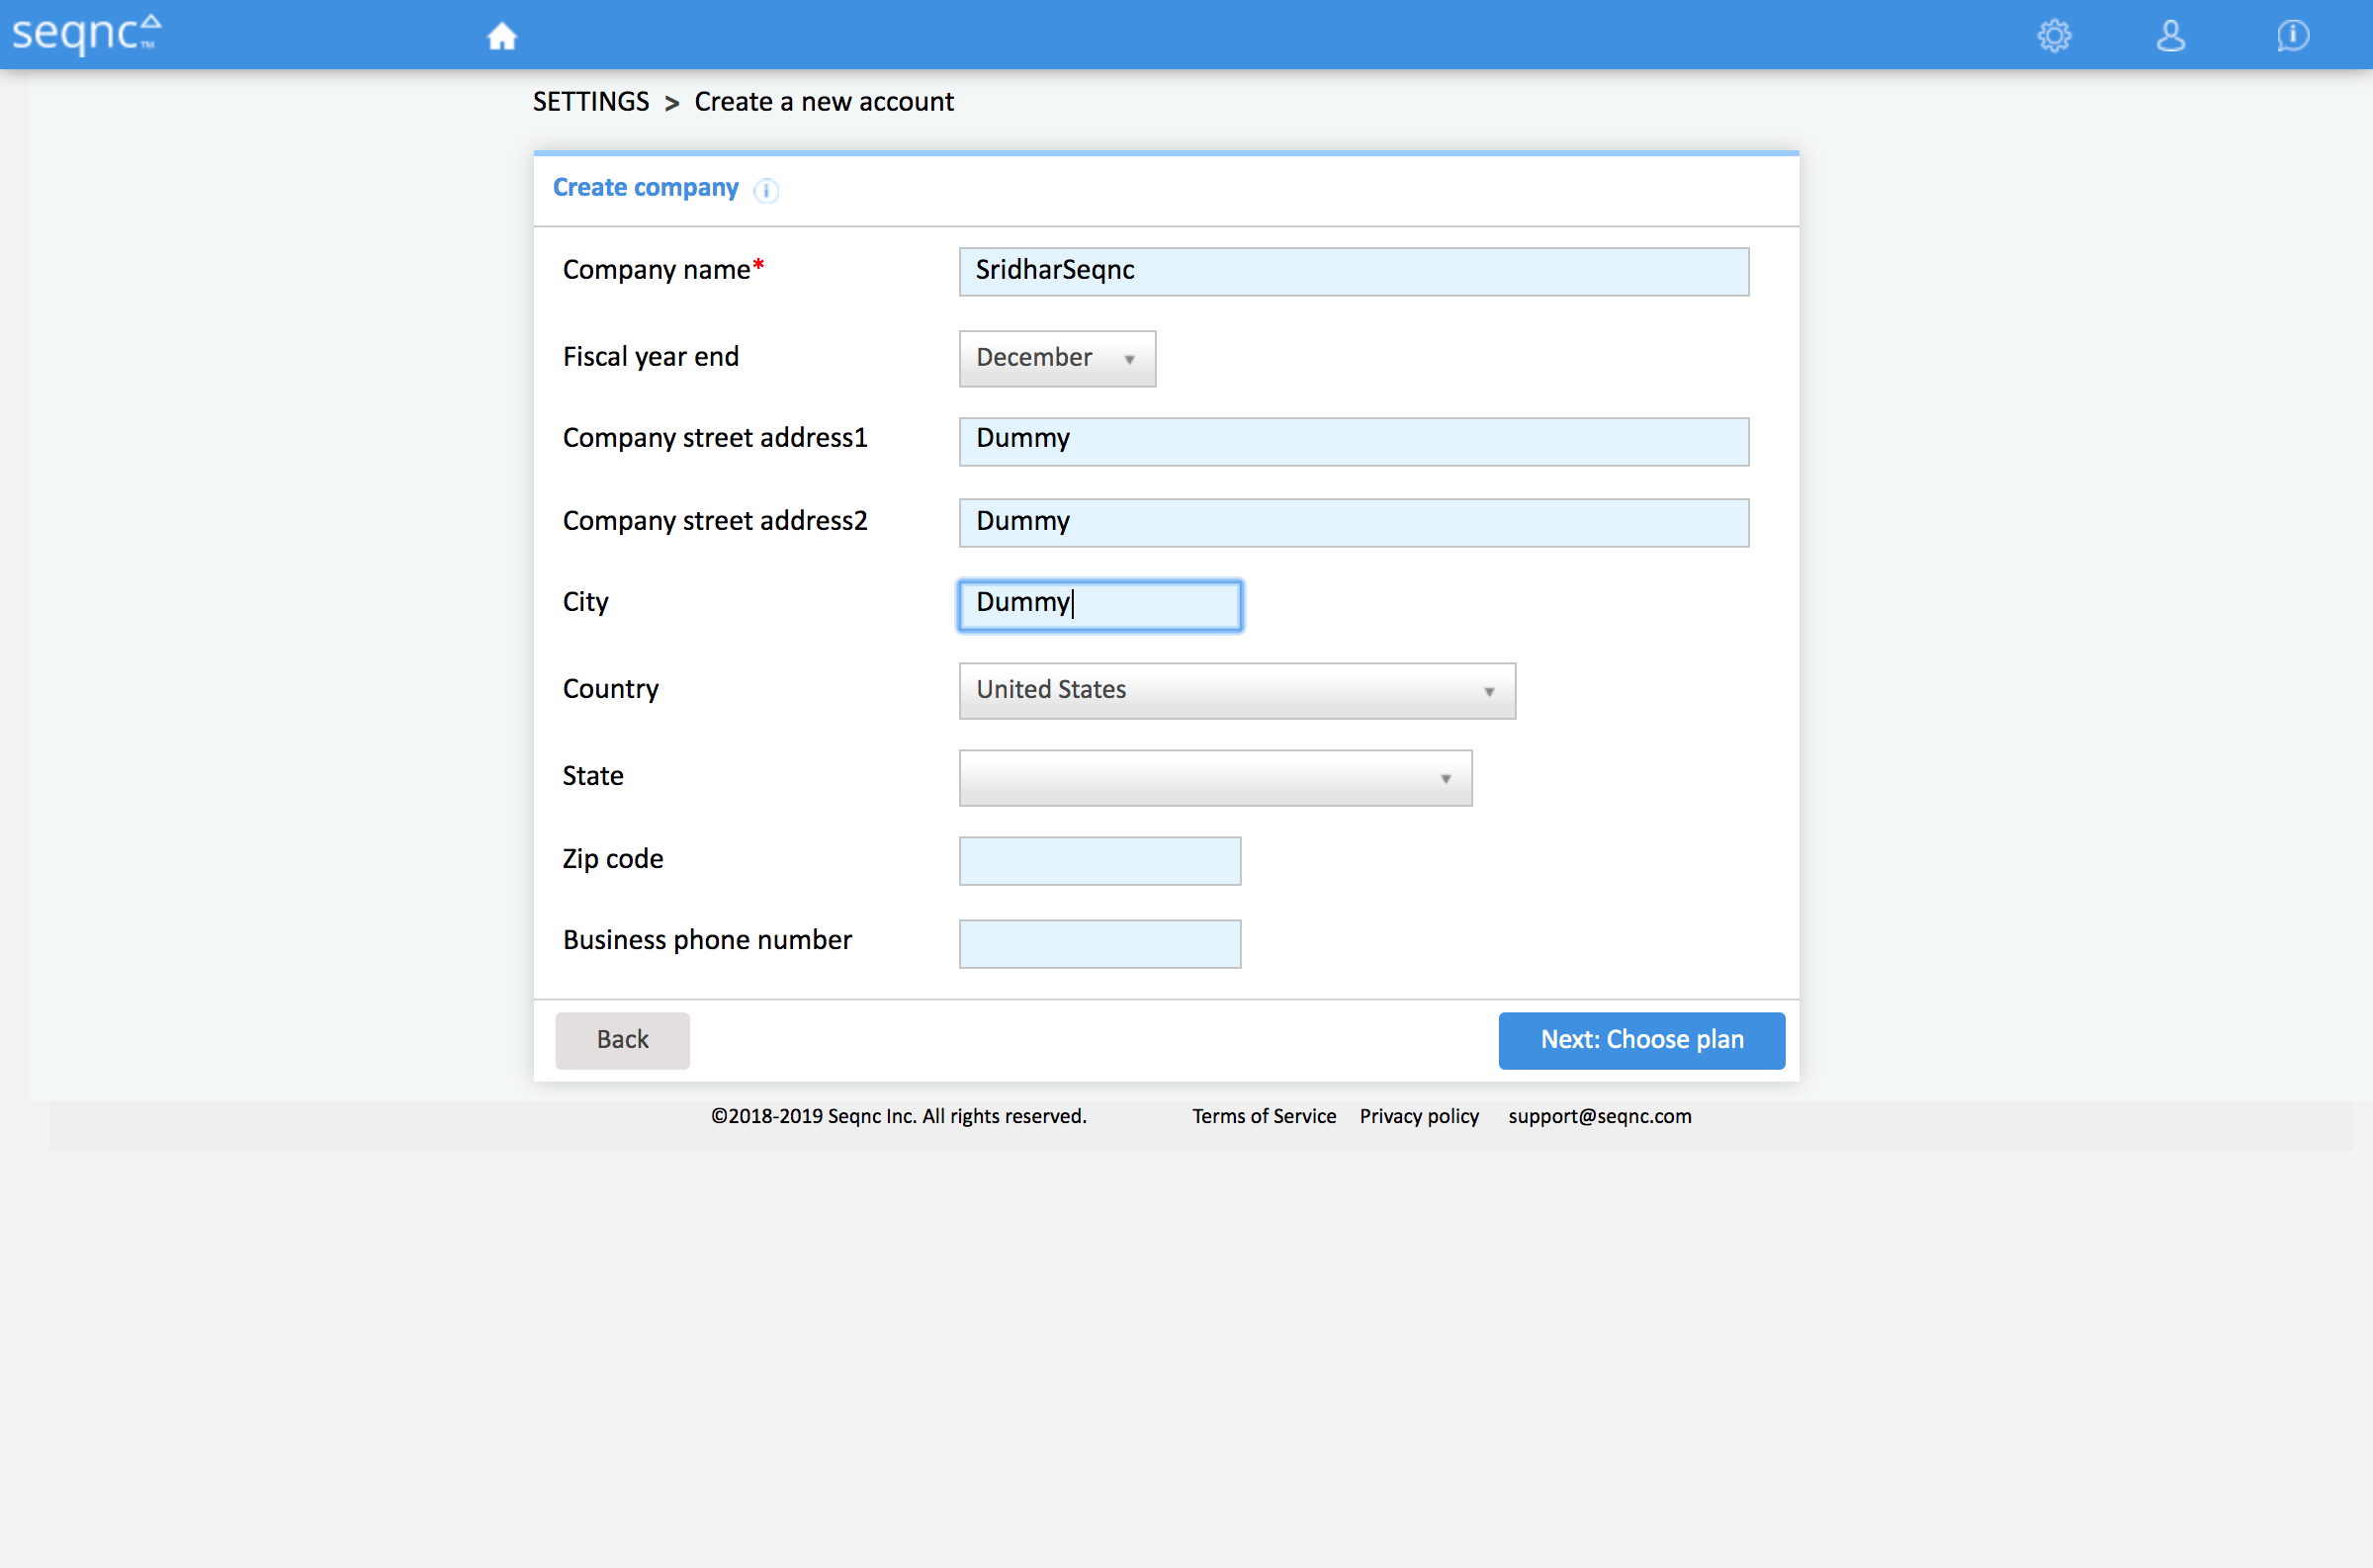 seqnc™
SETTINGS > Create a new account
Create company
Company name* SridharSeqnc
Fiscal year end December
Company street address1 Dummy
Company street address2 Dummy
City Dummy
Country United States
State
Zip code
Business phone number
Back Next: Choose plan
©2018-2019 Seqnc Inc. All rights reserved. Terms of Service Privacy policy support@seqnc.com